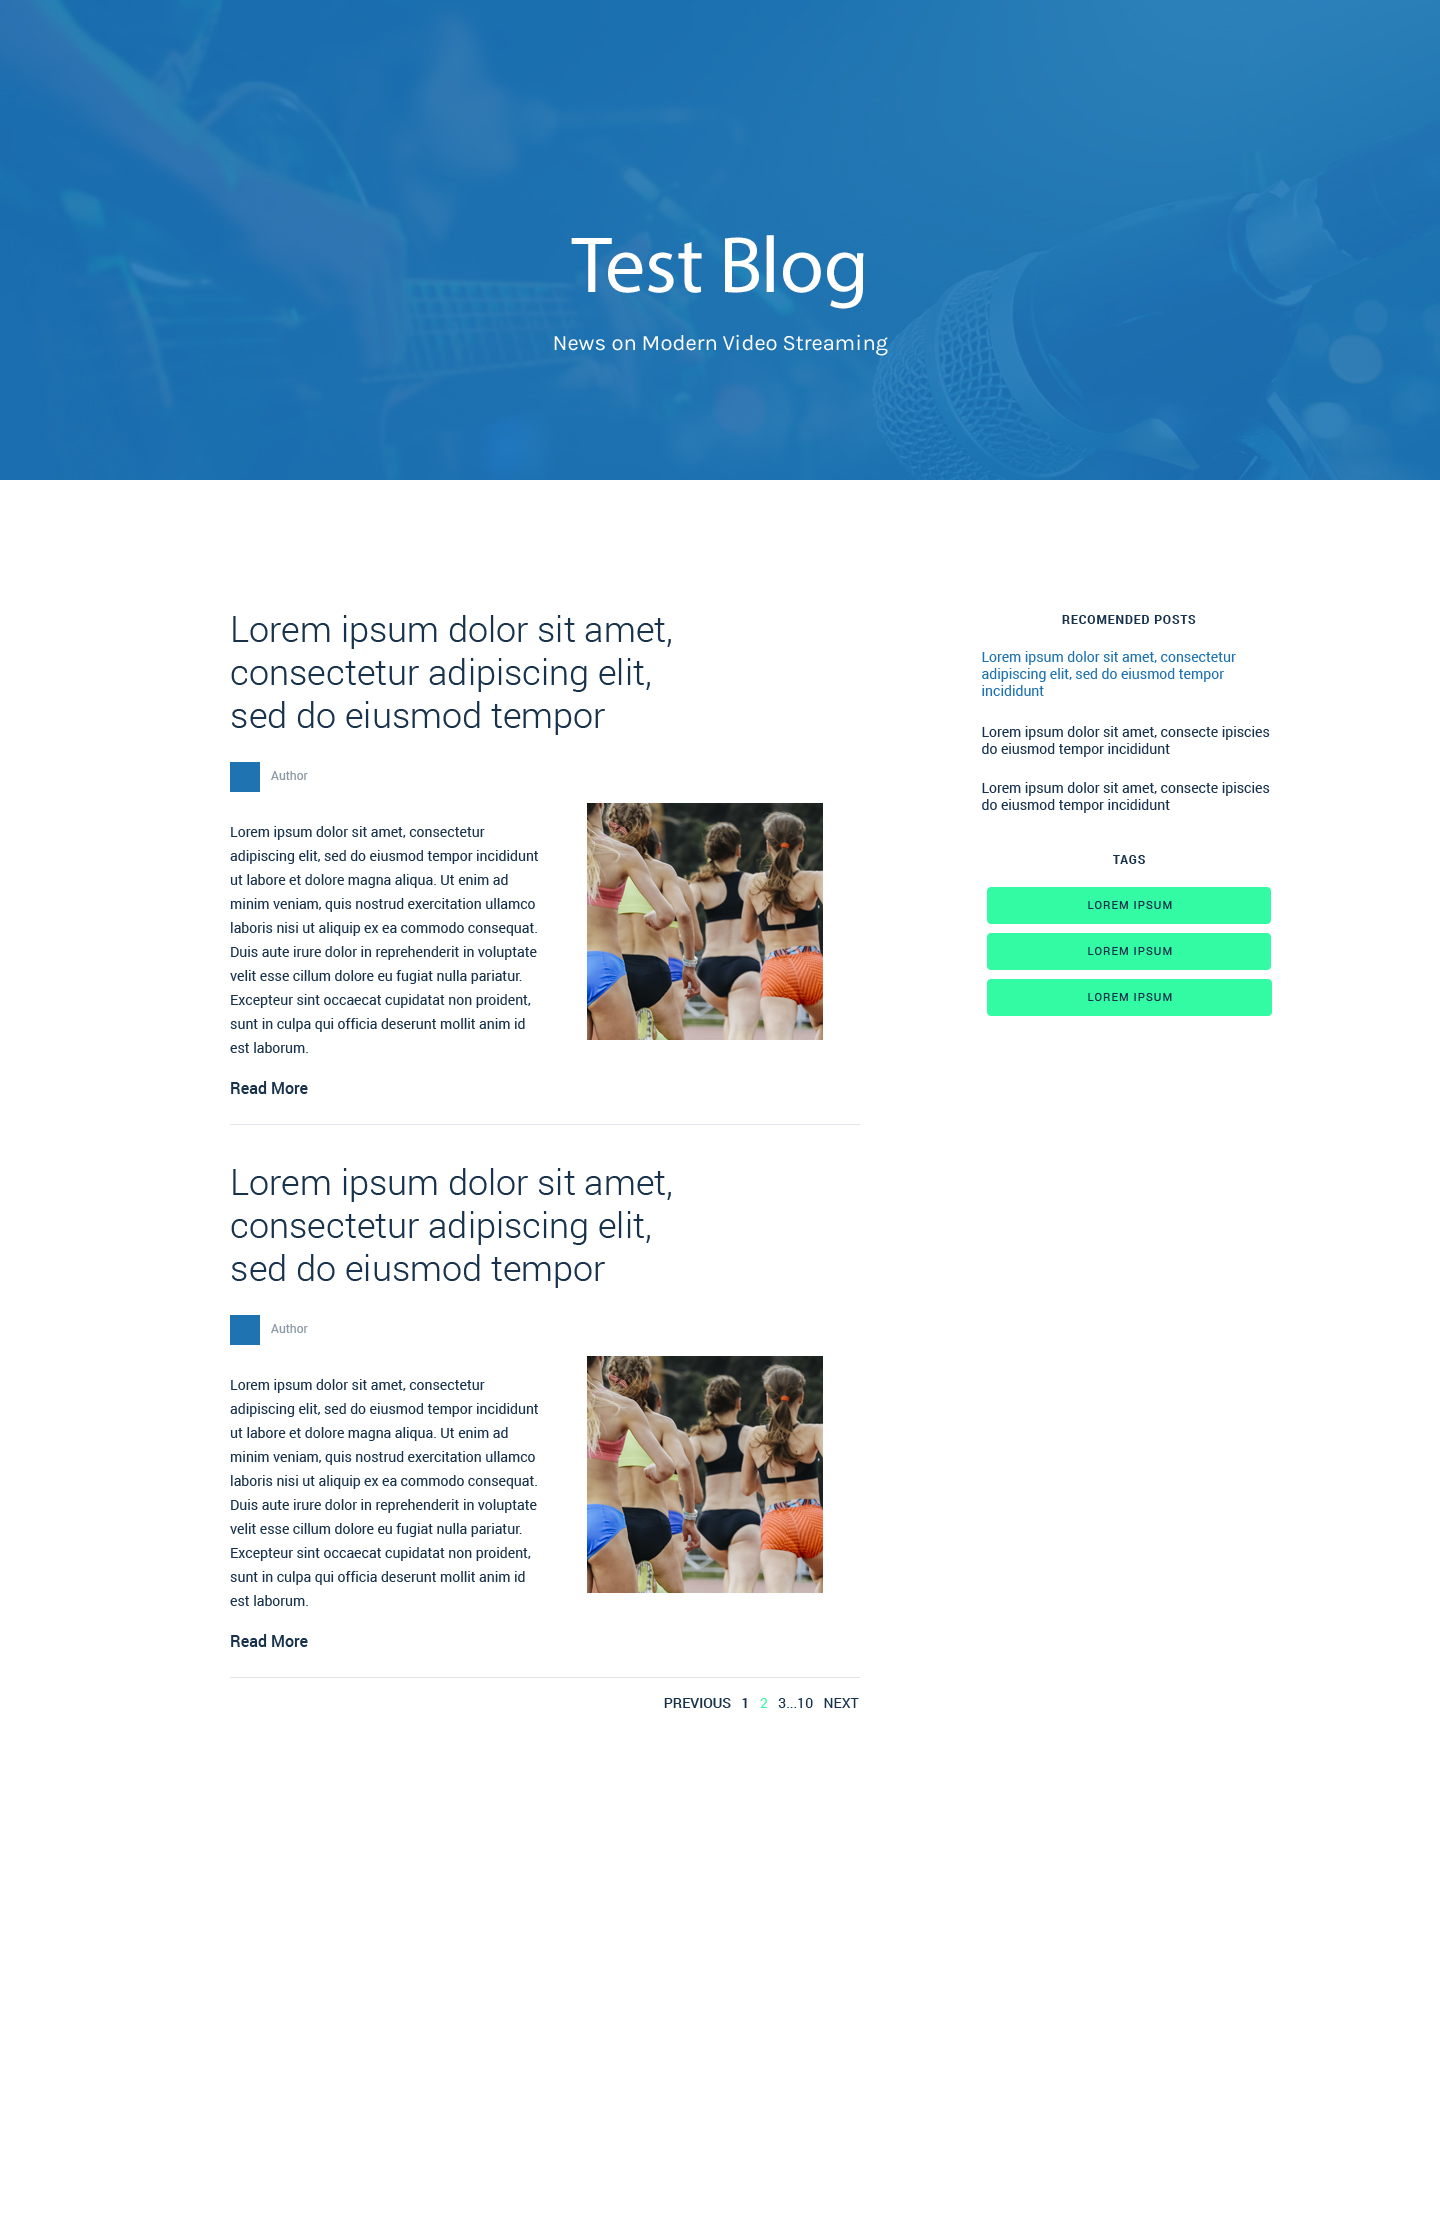 Test Blog
News on Modern Video Streaming
Lorem ipsum dolor sit amet,
consectetur adipiscing elit,
sed do eiusmod tempor
Author
Lorem ipsum dolor sit amet, consectetur
adipiscing elit, sed do eiusmod tempor incididunt
ut labore et dolore magna aliqua. Ut enim ad
minim veniam, quis nostrud exercitation ullamco
laboris nisi ut aliquip ex ea commodo consequat.
Duis aute irure dolor in reprehenderit in voluptate
velit esse cillum dolore eu fugiat nulla pariatur.
Excepteur sint occaecat cupidatat non proident,
sunt in culpa qui officia deserunt mollit anim id
est laborum.
Read More
Lorem ipsum dolor sit amet,
consectetur adipiscing elit,
sed do eiusmod tempor
Author
Lorem ipsum dolor sit amet, consectetur
adipiscing elit, sed do eiusmod tempor incididunt
ut labore et dolore magna aliqua. Ut enim ad
minim veniam, quis nostrud exercitation ullamco
laboris nisi ut aliquip ex ea commodo consequat.
Duis aute irure dolor in reprehenderit in voluptate
velit esse cillum dolore eu fugiat nulla pariatur.
Excepteur sint occaecat cupidatat non proident,
sunt in culpa qui officia deserunt mollit anim id
est laborum.
Read More
PREVIOUS 1 2 3...10 NEXT
RECOMENDED POSTS
Lorem ipsum dolor sit amet, consectetur
adipiscing elit, sed do eiusmod tempor
incididunt
Lorem ipsum dolor sit amet, consecte ipiscies
do eiusmod tempor incididunt
Lorem ipsum dolor sit amet, consecte ipiscies
do eiusmod tempor incididunt
TAGS
LOREM IPSUM
LOREM IPSUM
LOREM IPSUM